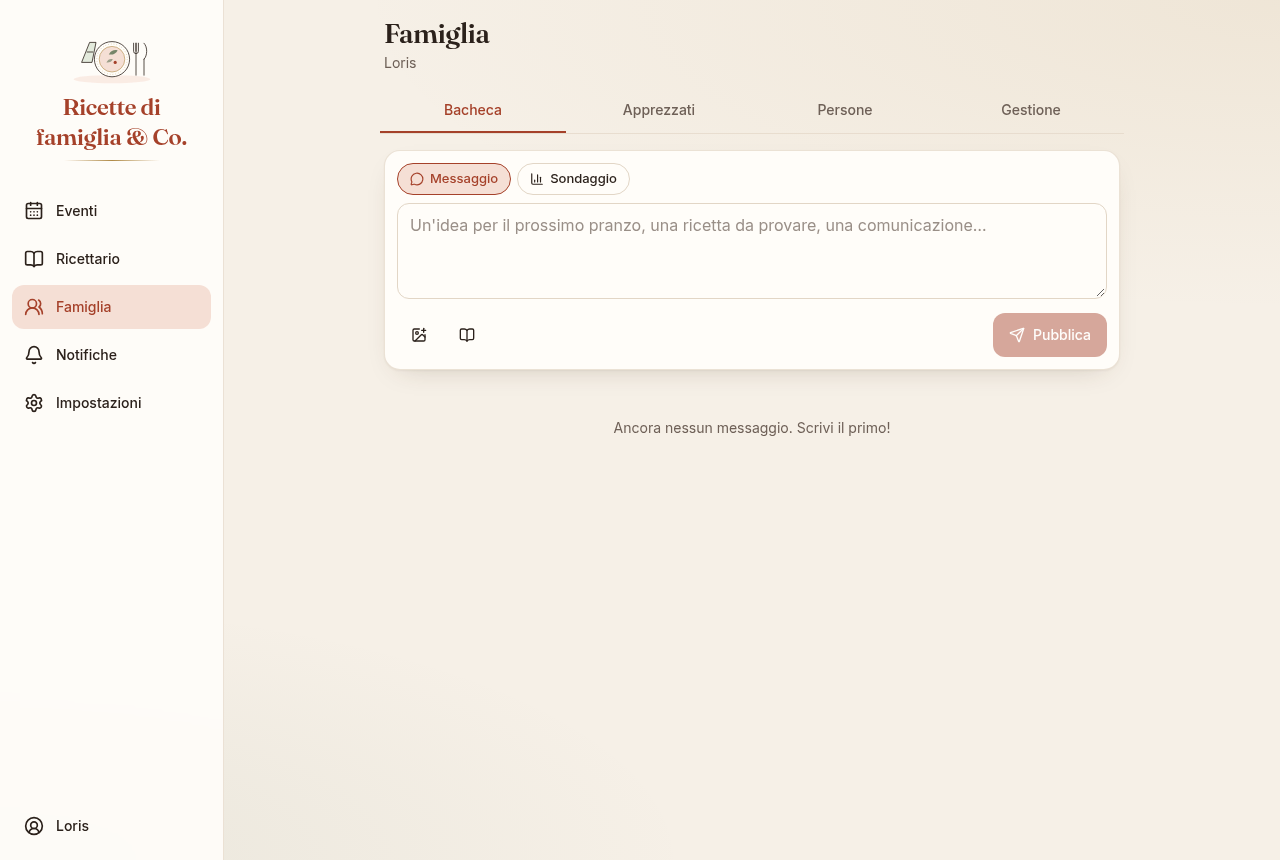 Ricette di
famiglia & Co.
Eventi
Ricettario
Famiglia
Notifiche
Impostazioni
Loris
Famiglia
Loris
Bacheca
Apprezzati
Persone
Gestione
Messaggio
Sondaggio
Un'idea per il prossimo pranzo, una ricetta da provare, una comunicazione…
Pubblica
Ancora nessun messaggio. Scrivi il primo!